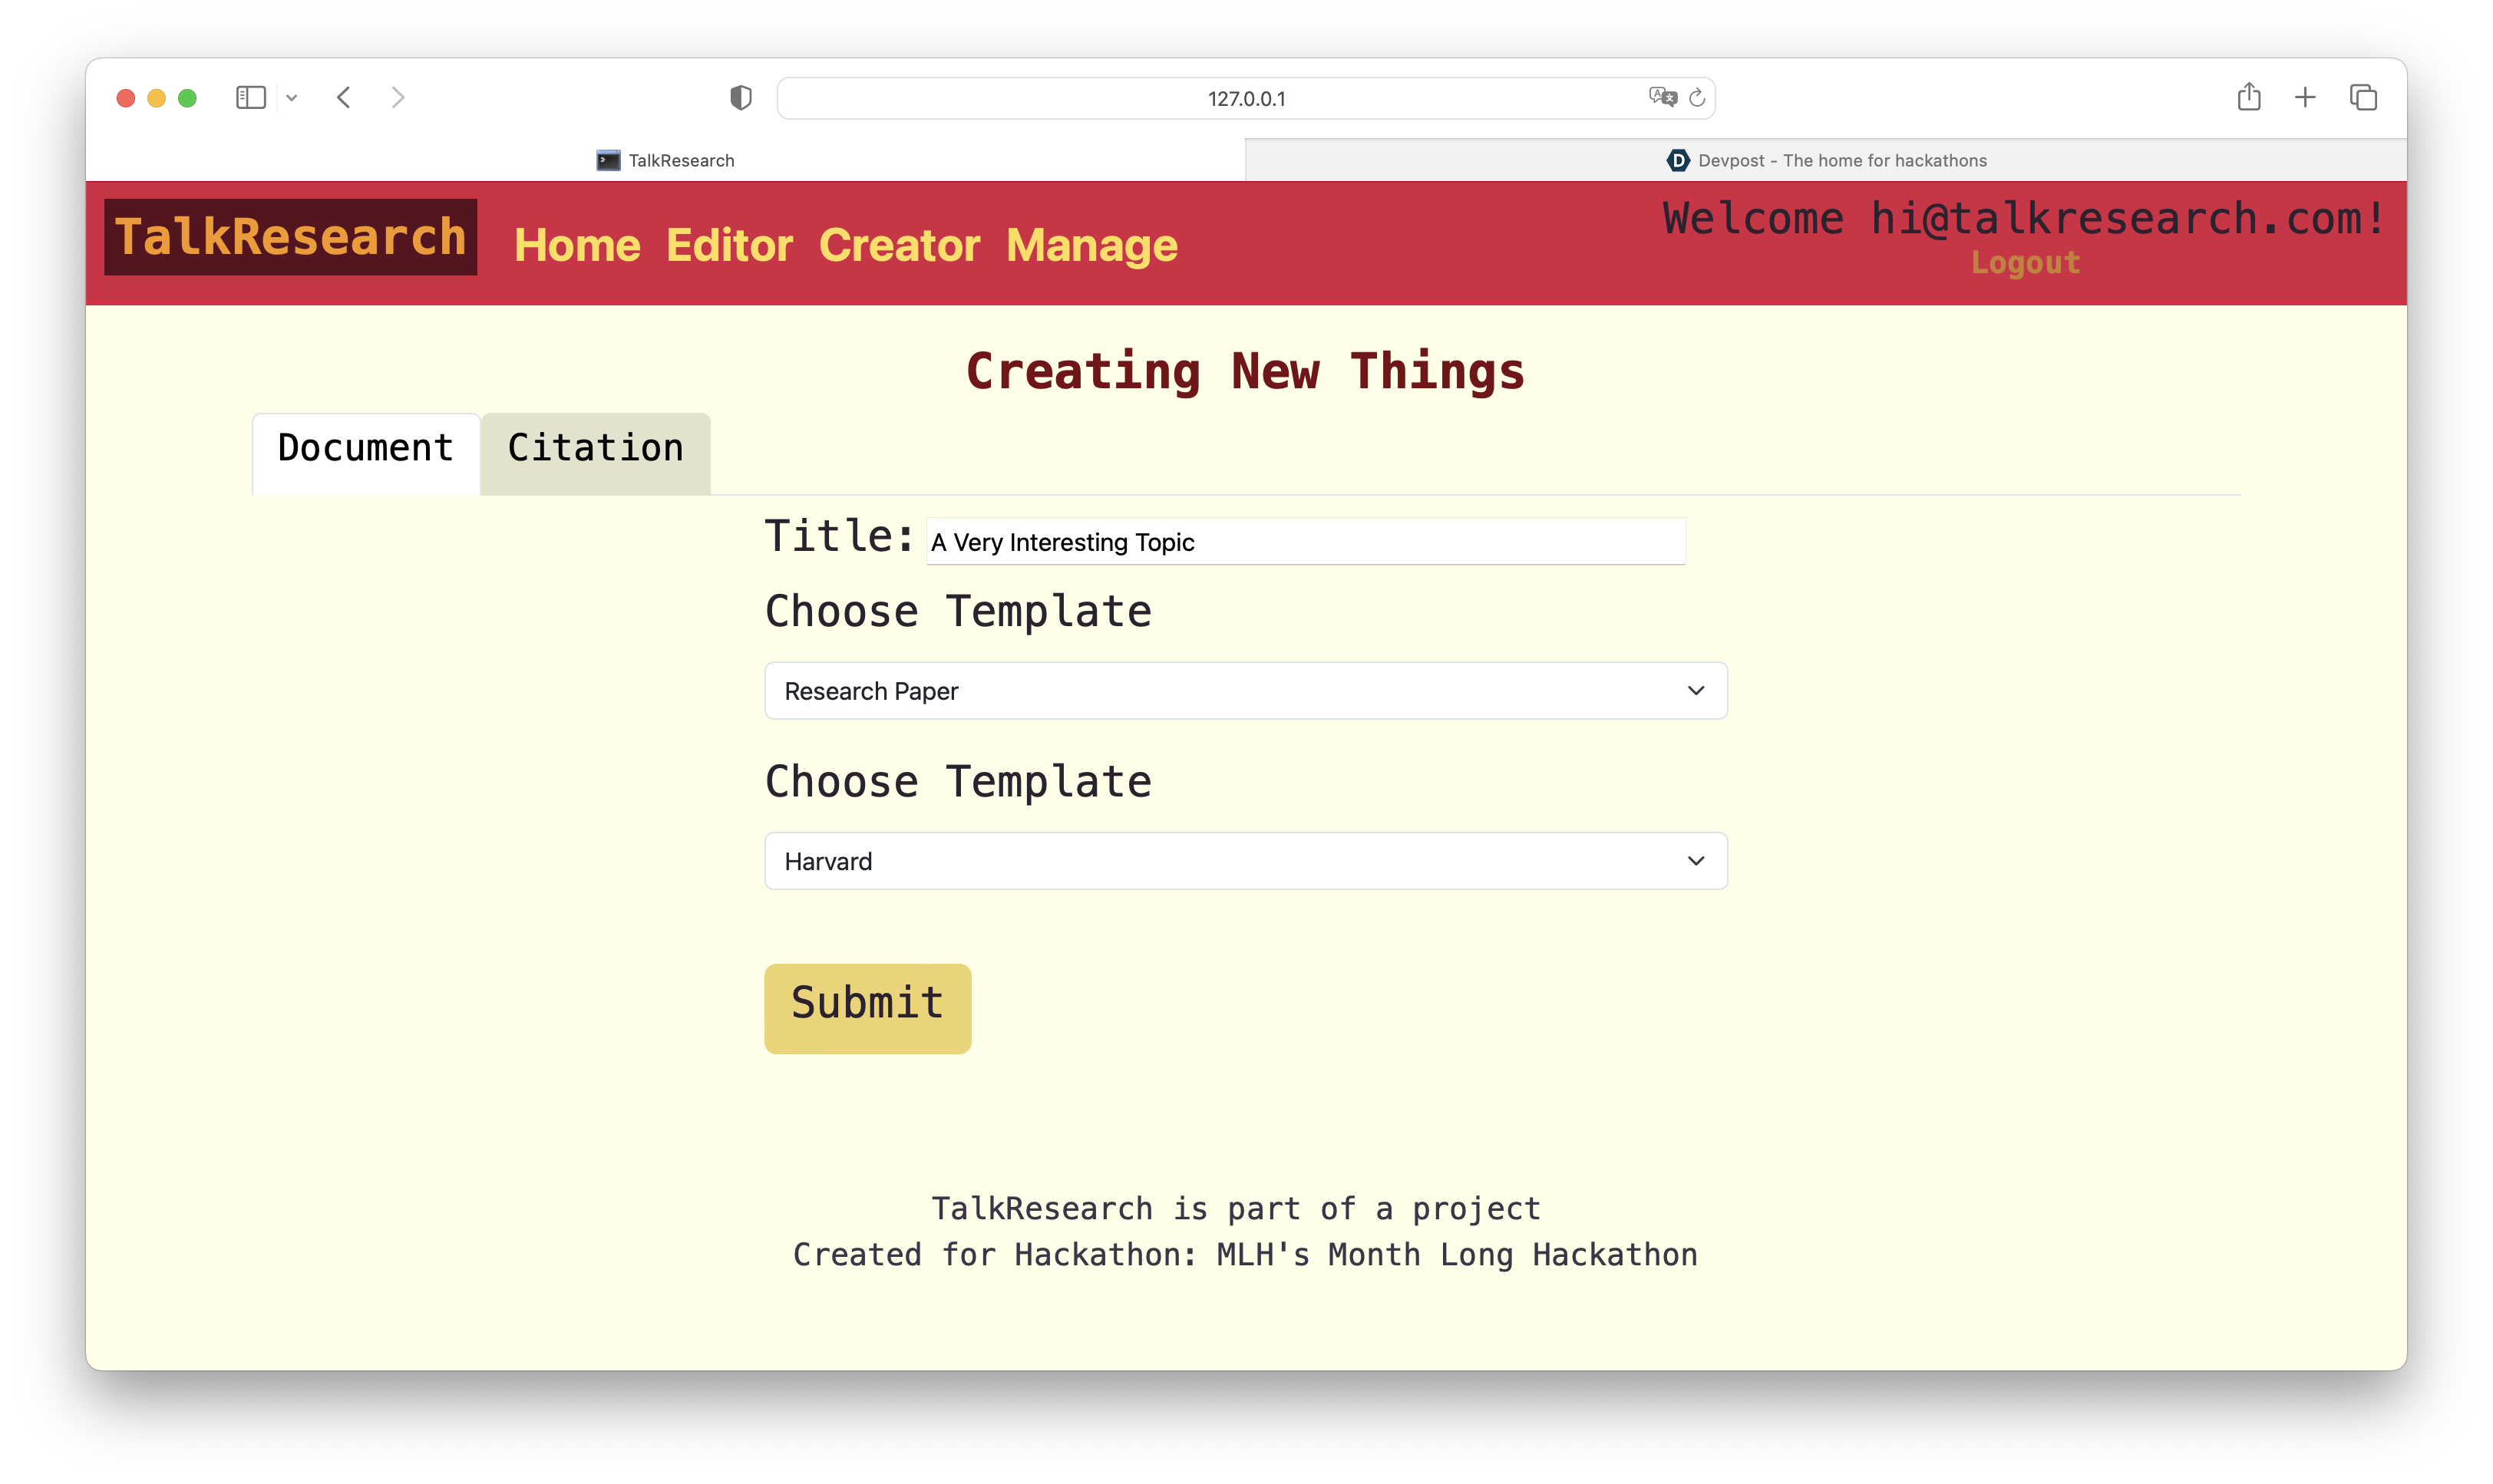 127.0.0.1
TalkResearch
Devpost - The home for hackathons
TalkResearch Home Editor Creator Manage
Welcome hi@talkresearch.com!
Logout
Creating New Things
Document Citation
Title: A Very Interesting Topic
Choose Template
Research Paper
Choose Template
Harvard
Submit
TalkResearch is part of a project
Created for Hackathon: MLH's Month Long Hackathon